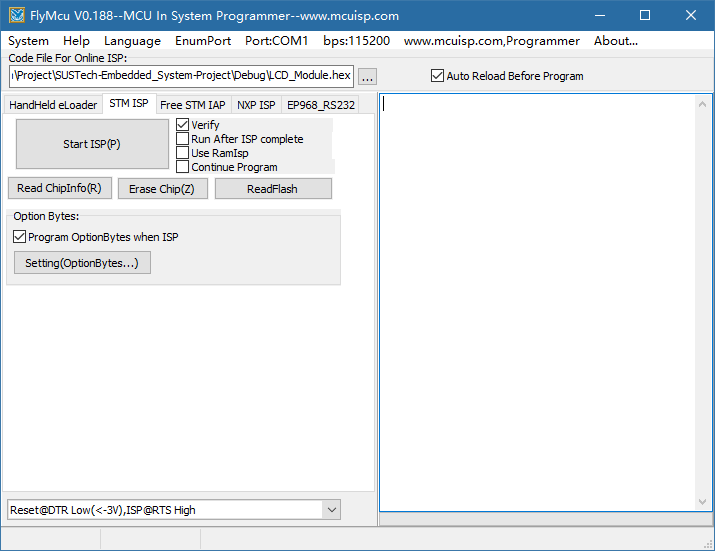 FlyMcu V0.188--MCU In System Programmer--www.mcuisp.com
System Help Language EnumPort Port:COM1 bps:115200 www.mcuisp.com,Programmer About...
Code File For Online ISP:
\Project\SUSTech-Embedded_System-Project\Debug\LCD_Module.hex ... Auto Reload Before Program
HandHeld eLoader STM ISP Free STM IAP NXP ISP EP968_RS232
Start ISP(P)
Verify
Run After ISP complete
Use RamIsp
Continue Program
Read ChipInfo(R) Erase Chip(Z) ReadFlash
Option Bytes:
Program OptionBytes when ISP
Setting(OptionBytes...)
Reset@DTR Low(<-3V),ISP@RTS High